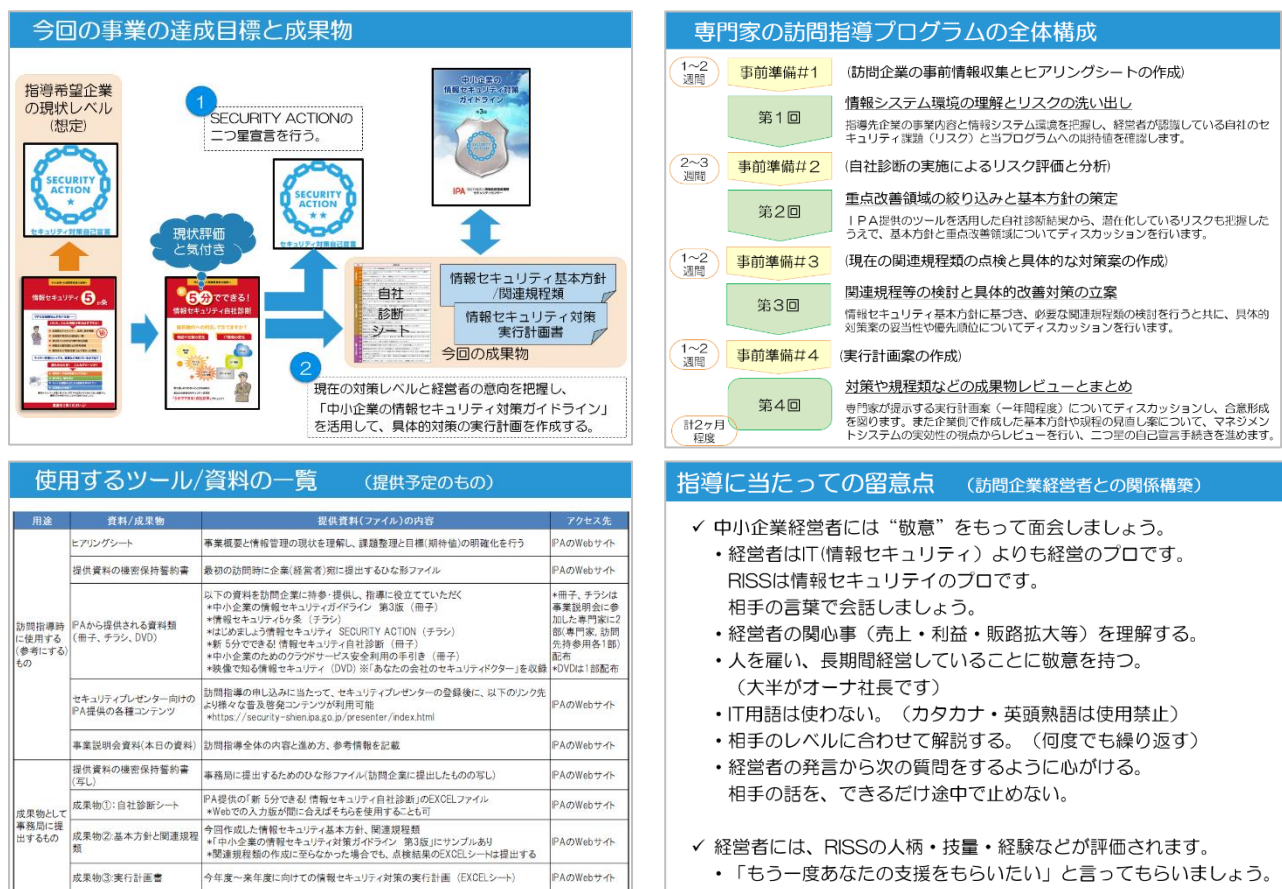 今回の事業の達成目標と成果物
指導希望企業
の現状レベル
(想定)
SECURITY
ACTION
★
セキュリティ対策自己宣言
情報セキュリティ5か条
1
SECURITY ACTIONの
二つ星宣言を行う。
SECURITY
ACTION
★★
セキュリティ対策自己宣言
現状評価
と気付き
5分でできる!
情報セキュリティ自社診断
中小企業の
情報セキュリティ対策
ガイドライン
第3版
IPA
自社
診断
シート
情報セキュリティ基本方針
/関連規程類
情報セキュリティ対策
実行計画書
今回の成果物
2
現在の対策レベルと経営者の意向を把握し、
「中小企業の情報セキュリティ対策ガイドライン」
を活用して、具体的対策の実行計画を作成する。
専門家の訪問指導プログラムの全体構成
1~2
週間
事前準備#1
(訪問企業の事前情報収集とヒアリングシートの作成)
第1回
情報システム環境の理解とリスクの洗い出し
指導先企業の事業内容と情報システム環境を把握し、経営者が認識している自社のセ
キュリティ課題(リスク)と当プログラムへの期待値を確認します。
2~3
週間
事前準備#2
(自社診断の実施によるリスク評価と分析)
第2回
重点改善領域の絞り込みと基本方針の策定
IPA提供のツールを活用した自社診断結果から、潜在化しているリスクも把握した
うえで、基本方針と重点改善領域についてディスカッションを行います。
1~2
週間
事前準備#3
(現在の関連規程類の点検と具体的な対策案の作成)
第3回
関連規程等の検討と具体的改善対策の立案
情報セキュリティ基本方針に基づき、必要な関連規程類の検討を行うと共に、具体的
対策案の妥当性や優先順位についてディスカッションを行います。
1~2
週間
事前準備#4
(実行計画案の作成)
第4回
計2ヶ月
程度
対策や規程類などの成果物レビューとまとめ
専門家が提示する実行計画案(一年間程度)についてディスカッションし、合意形成
を図ります。また企業側で作成した基本方針や規程の見直し案について、マネジメン
トシステムの実効性の視点からレビューを行い、二つ星の自己宣言手続きを進めます。
使用するツール/資料の一覧 (提供予定のもの)
用途 資料/成果物 提供資料(ファイル)の内容 アクセス先
訪問指導時
に使用する
(参考にする)
もの
ヒアリングシート 事業概要と情報管理の現状を理解し、課題整理と目標(期待値)の明確化を行う IPAのWebサイト
提供資料の機密保持誓約書 最初の訪問時に企業(経営者)宛に提出するひな形ファイル IPAのWebサイト
IPAから提供される資料類
(冊子、チラシ、DVD)
以下の資料を訪問企業に持参・提供し、指導に役立てていただく
*中小企業の情報セキュリティガイドライン 第3版(冊子)
*情報セキュリティ5ヶ条(チラシ)
*はじめましょう情報セキュリティ SECURITY ACTION(チラシ)
*新 5分でできる!情報セキュリティ自社診断(冊子)
*中小企業のためのクラウドサービス安全利用の手引き(冊子)
*映像で知る情報セキュリティ(DVD)※「あなたの会社のセキュリティドクター」を収録
*冊子、チラシは
事業説明会に参
加した専門家に2
部(専門家、訪問
先持参用各1部)
配布
*DVDは1部配布
セキュリティプレゼンター向けの
IPA提供の各種コンテンツ
訪問指導の申し込みに当たって、セキュリティプレゼンターの登録後に、以下のリンク先
より様々な普及啓発コンテンツが利用可能
*https://security-shien.ipa.go.jp/presenter/index.html
IPAのWebサイト
事業説明会資料(本日の資料) 訪問指導全体の内容と進め方、参考情報を記載 IPAのWebサイト
成果物として
事務局に提
出するもの
提供資料の機密保持誓約書
(写し)
事務局に提出するためのひな形ファイル(訪問企業に提出したものの写し) IPAのWebサイト
成果物①:自社診断シート
IPA提供の「新 5分でできる!情報セキュリティ自社診断」のEXCELファイル
*Webでの入力版が間に合えばそちらを使用することも可
IPAのWebサイト
成果物②:基本方針と関連規程
類
今回作成した情報セキュリティ基本方針、関連規程類
*「中小企業の情報セキュリティ対策ガイドライン 第3版」にサンプルあり
*関連規程類の作成に至らなかった場合でも、点検結果のEXCELシートは提出する
IPAのWebサイト
成果物③:実行計画書 今年度~来年度に向けての情報セキュリティ対策の実行計画(EXCELシート) IPAのWebサイト
指導に当たっての留意点 (訪問企業経営者との関係構築)
✓ 中小企業経営者には“敬意”をもって面会しましょう。
・経営者はIT(情報セキュリティ)よりも経営のプロです。
RISSは情報セキュリテイのプロです。
相手の言葉で会話しましょう。
・経営者の関心事(売上・利益・販路拡大等)を理解する。
・人を雇い、長期間経営していることに敬意を持つ。
(大半がオーナ社長です)
・IT用語は使わない。(カタカナ・英頭熟語は使用禁止)
・相手のレベルに合わせて解説する。(何度でも繰り返す)
・経営者の発言から次の質問をするように心がける。
相手の話を、できるだけ途中で止めない。
✓ 経営者には、RISSの人柄・技量・経験などが評価されます。
・「もう一度あなたの支援をもらいたい」と言ってもらいましょう。